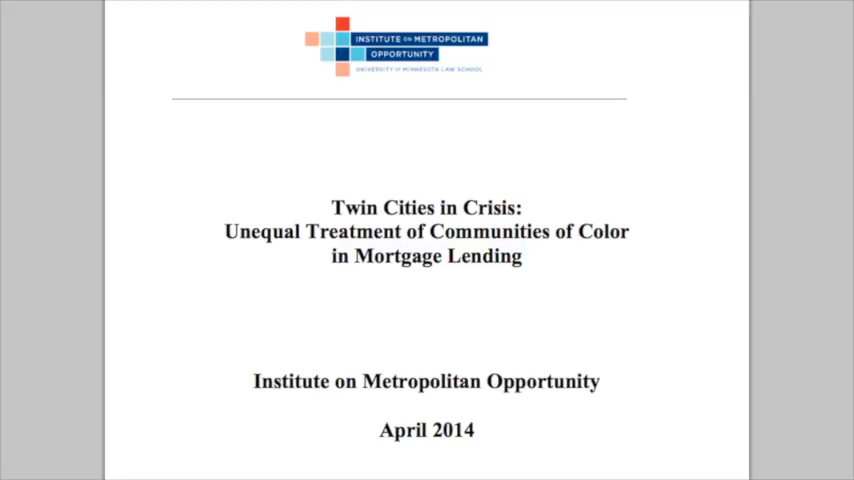 INSTITUTE ON METROPOLITAN
OPPORTUNITY
UNIVERSITY OF MINNESOTA LAW SCHOOL
Twin Cities in Crisis:
Unequal Treatment of Communities of Color
in Mortgage Lending
Institute on Metropolitan Opportunity
April 2014